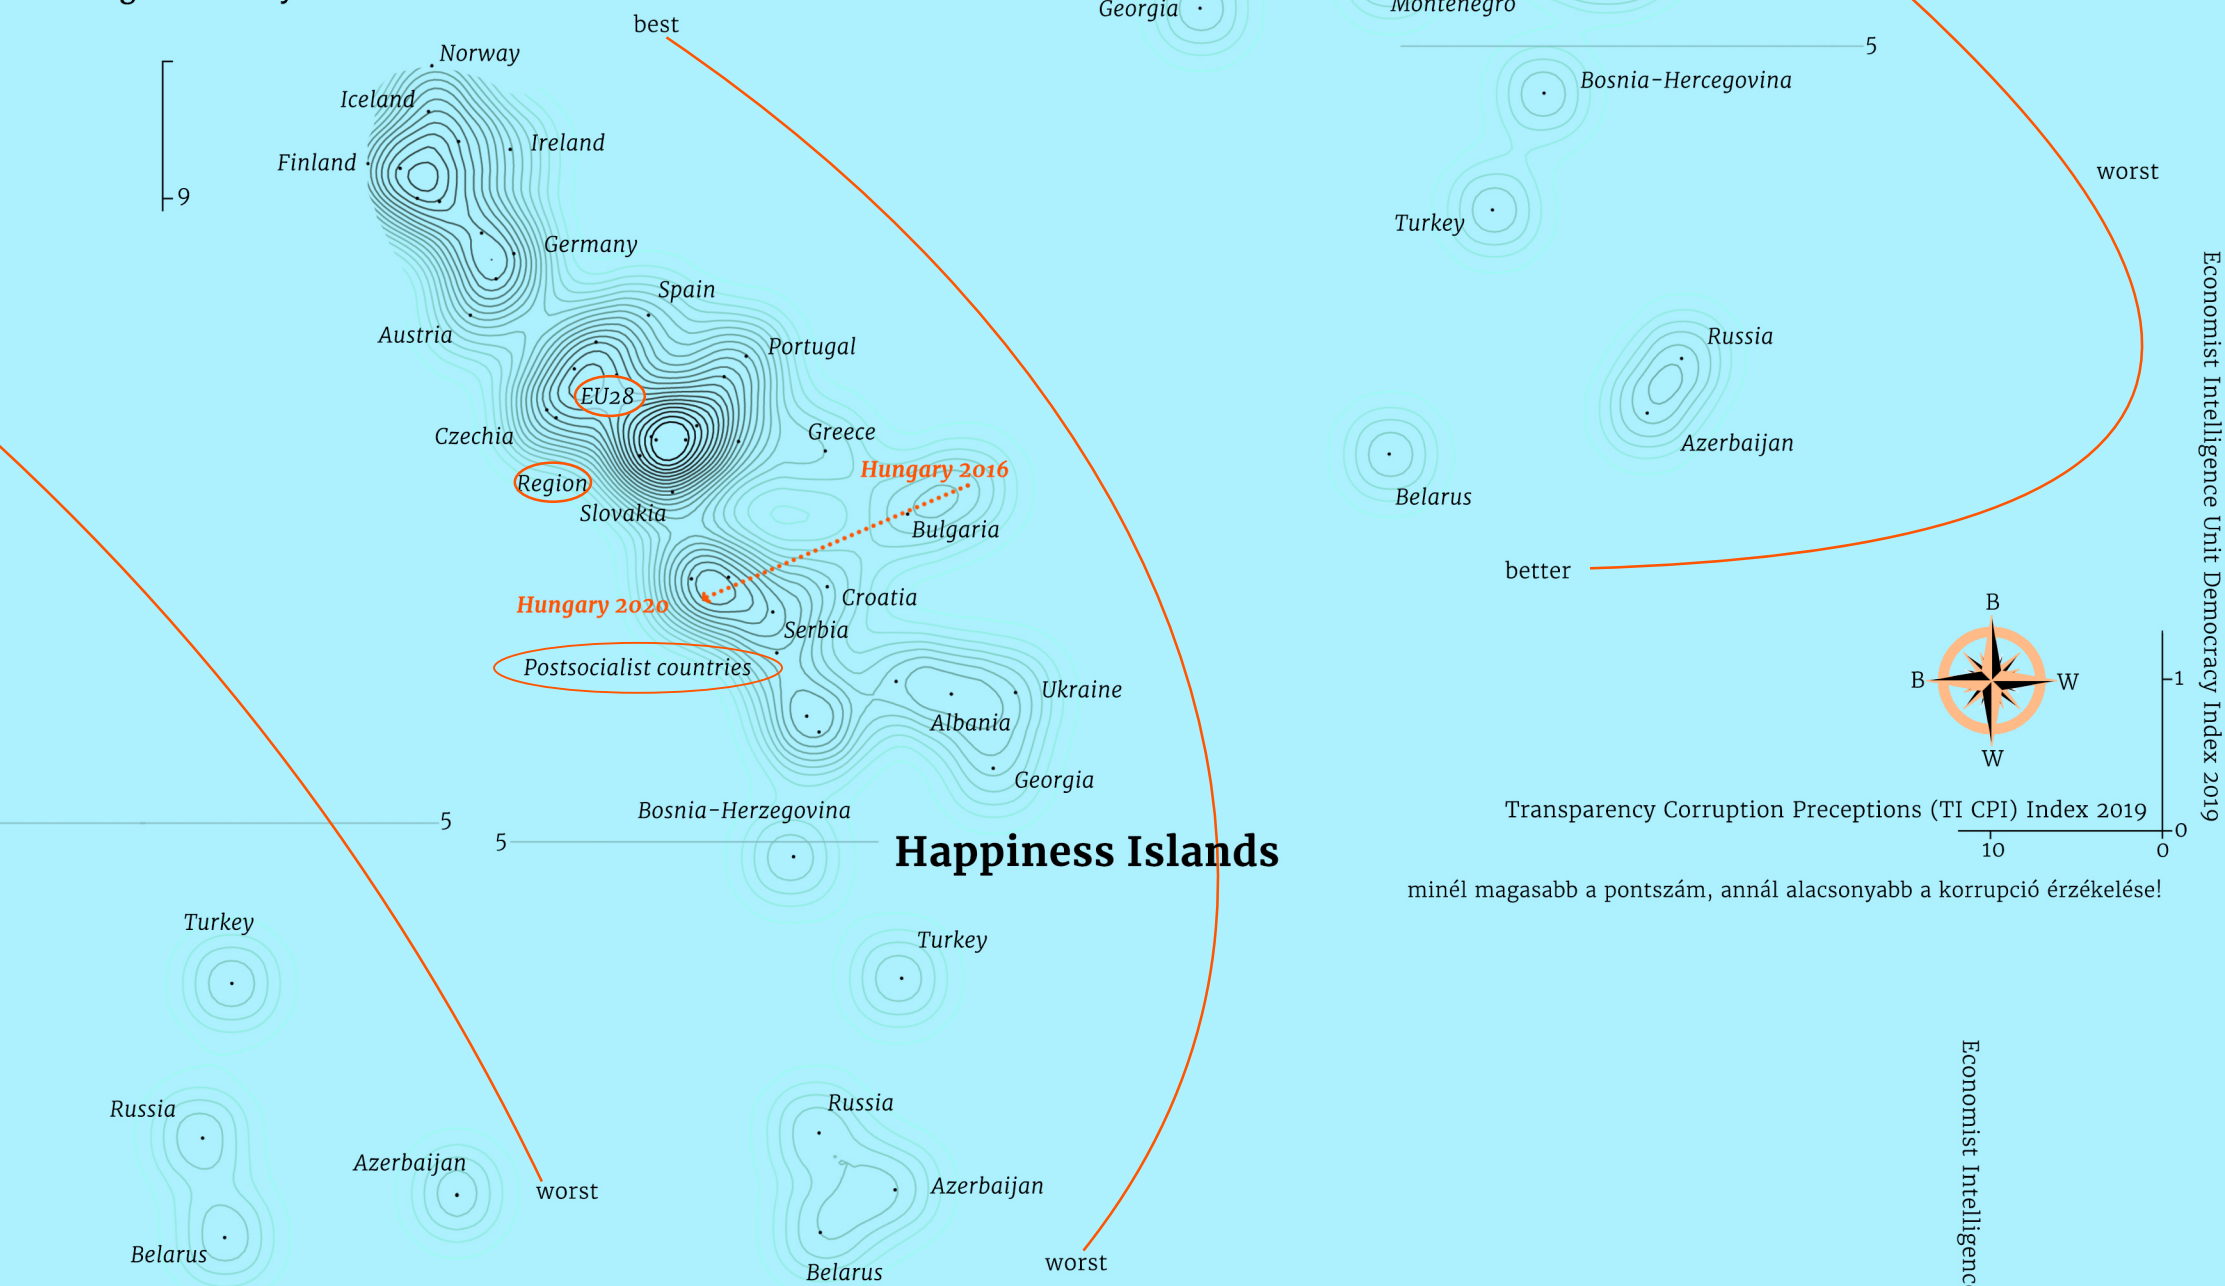 best
Georgia
Montenegro
5
Norway
Iceland
Ireland
Finland
9
Germany
Spain
Austria
Portugal
EU28
Czechia
Greece
Region
Hungary 2016
Slovakia
Bulgaria
Hungary 2020
Croatia
Serbia
Postsocialist countries
Ukraine
Albania
Georgia
Bosnia-Herzegovina
5
5
Happiness Islands
Turkey
Turkey
Russia
Azerbaijan
worst
Belarus
Russia
Azerbaijan
Belarus
worst
Bosnia-Hercegovina
worst
Turkey
Russia
Azerbaijan
Belarus
better
B
B
W
W
1
Economist Intelligence Unit Democracy Index 2019
Transparency Corruption Preceptions (TI CPI) Index 2019
0
10
0
minél magasabb a pontszám, annál alacsonyabb a korrupció érzékelése!
Economist Intelligenc